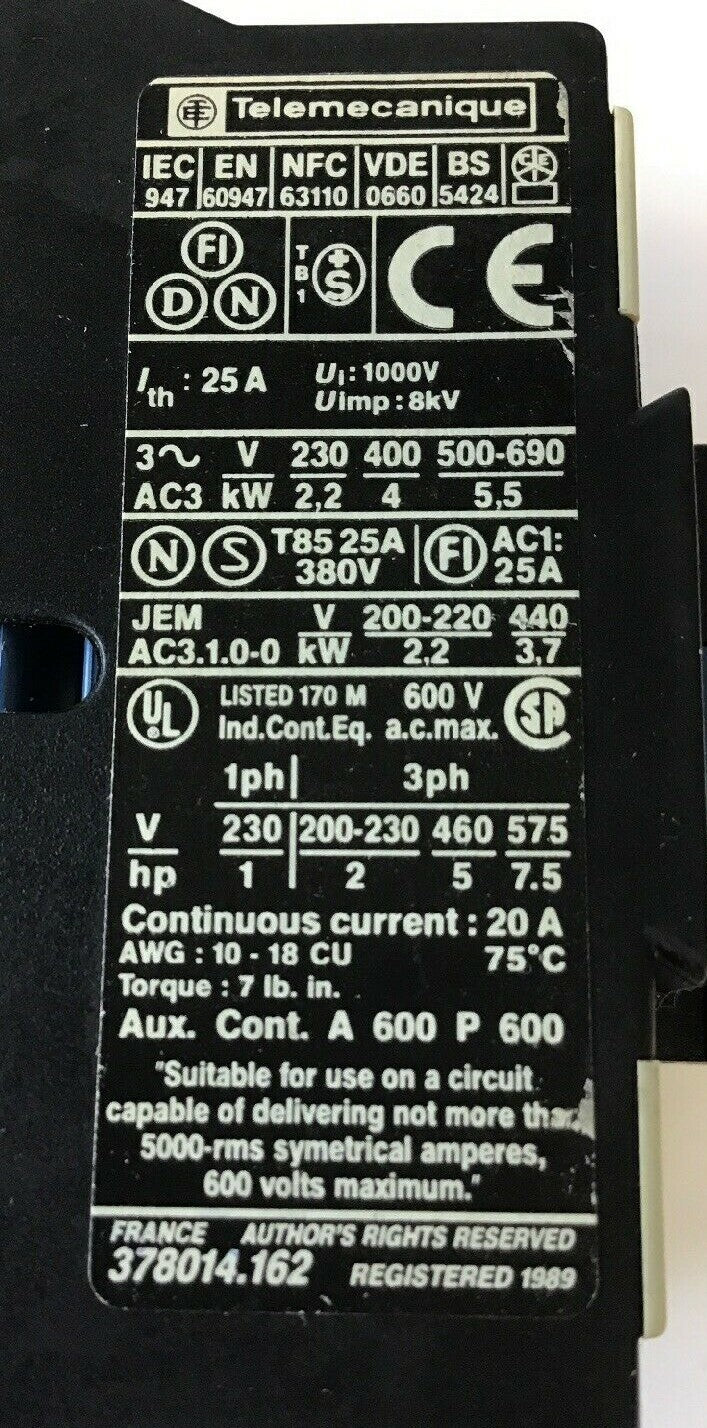 Telemecanique
IEC EN NFC VDE BS
947 60947 63110 0660 5424
FI
D N
TB1 +S CE
Ith : 25 A Ui : 1000V
Uimp : 8kV
3~ V 230 400 500-690
AC3 kW 2,2 4 5,5
N S T85 25A FI AC1:
380V 25A
JEM V 200-220 440
AC3.1.0-0 kW 2,2 3,7
UL LISTED 170 M 600 V SA
Ind.Cont.Eq. a.c.max.
1ph 3ph
V 230 200-230 460 575
hp 1 2 5 7.5
Continuous current : 20 A
AWG : 10 - 18 CU 75°C
Torque : 7 lb. in.
Aux. Cont. A 600 P 600
"Suitable for use on a circuit
capable of delivering not more than
5000-rms symetrical amperes,
600 volts maximum."
FRANCE AUTHOR'S RIGHTS RESERVED
378014.162 REGISTERED 1989